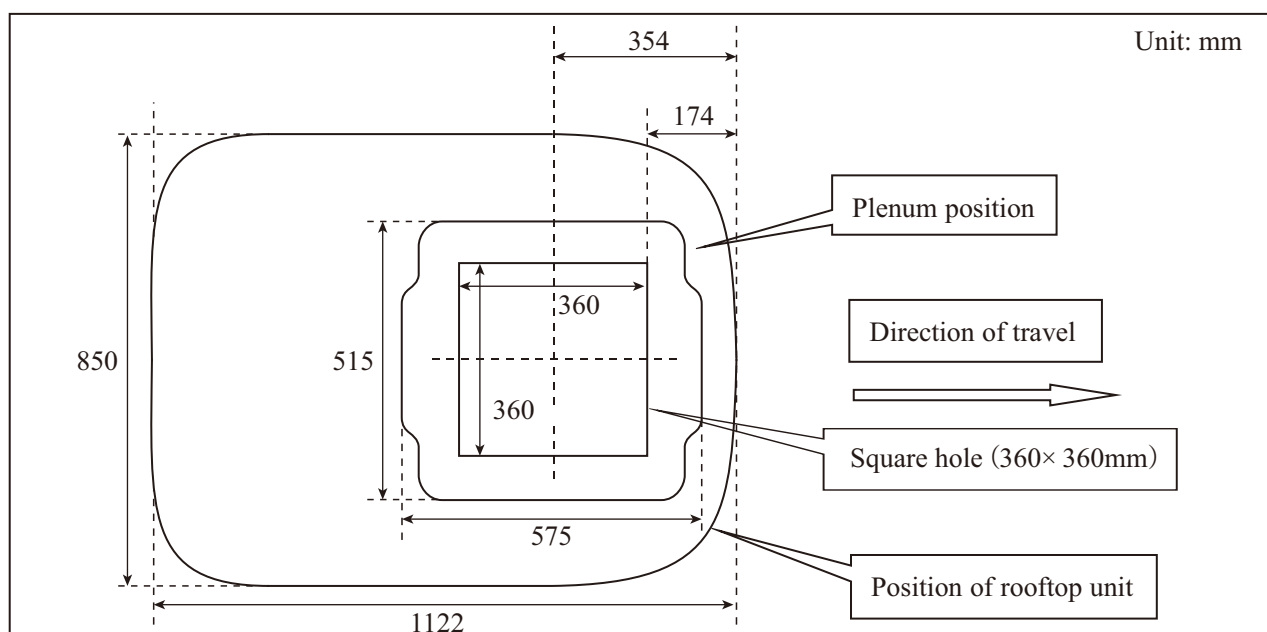 354
Unit: mm
174
Plenum position
360
Direction of travel
850
515
360
Square hole (360× 360mm)
575
Position of rooftop unit
1122